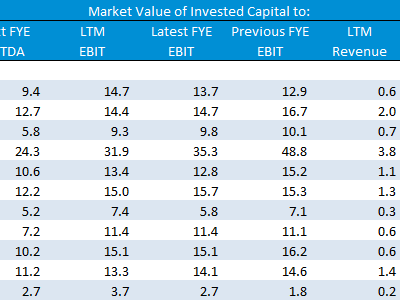 Market Value of Invested Capital to:
FYE LTM Latest FYE Previous FYE LTM
EBIT EBIT EBIT Revenue
9.4 14.7 13.7 12.9 0.6
12.7 14.4 14.7 16.7 2.0
5.8 9.3 9.8 10.1 0.7
24.3 31.9 35.3 48.8 3.8
10.6 13.4 12.8 15.2 1.1
12.2 15.0 15.7 15.3 1.3
5.2 7.4 5.8 7.1 0.3
7.2 11.4 11.4 11.1 0.6
10.2 15.1 15.1 16.2 0.6
11.2 13.3 14.1 14.6 1.4
2.7 3.7 2.7 1.8 0.2